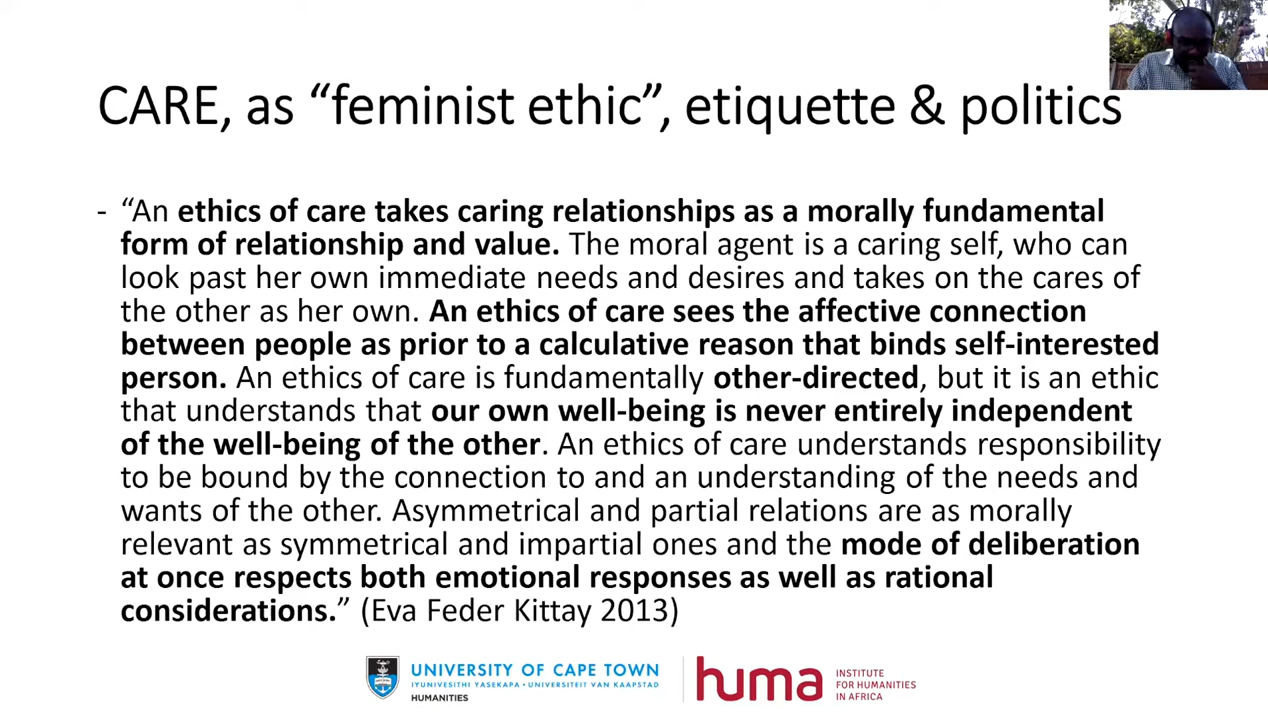 CARE, as “feminist ethic”, etiquette & politics
- “An ethics of care takes caring relationships as a morally fundamental
form of relationship and value. The moral agent is a caring self, who can
look past her own immediate needs and desires and takes on the cares of
the other as her own. An ethics of care sees the affective connection
between people as prior to a calculative reason that binds self-interested
person. An ethics of care is fundamentally other-directed, but it is an ethic
that understands that our own well-being is never entirely independent
of the well-being of the other. An ethics of care understands responsibility
to be bound by the connection to and an understanding of the needs and
wants of the other. Asymmetrical and partial relations are as morally
relevant as symmetrical and impartial ones and the mode of deliberation
at once respects both emotional responses as well as rational
considerations.” (Eva Feder Kittay 2013)
UNIVERSITY OF CAPE TOWN
IYUNIVESITHI YASEKAPA • UNIVERSITEIT VAN KAAPSTAD
HUMANITIES
huma
INSTITUTE
FOR HUMANITIES
IN AFRICA